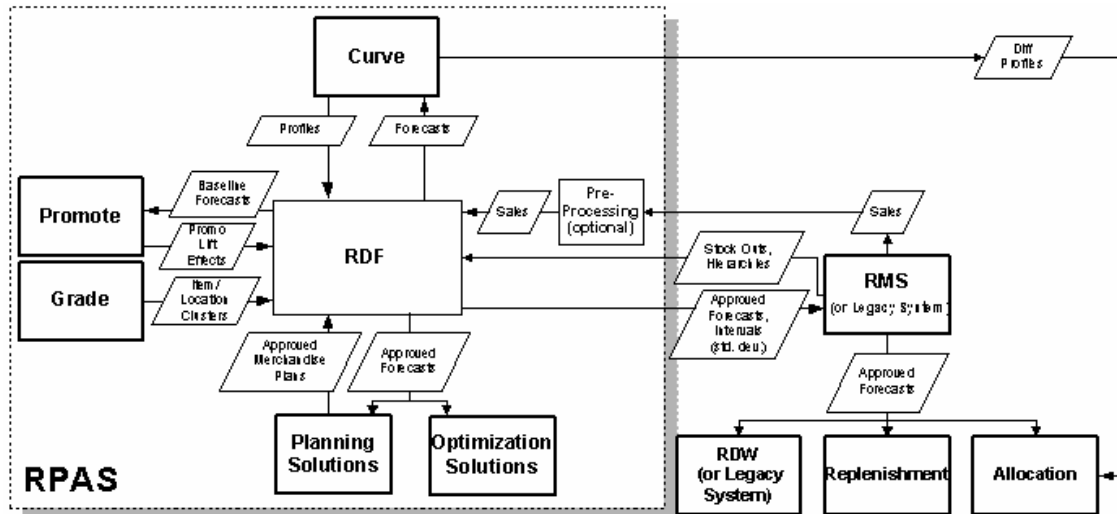 Curve
Diff
Profiles
Profiles
Forecasts
Baseline
Forecasts
Pre-
Processing
(optional)
Sales
Sales
Promote
Promo
Lift
Effects
RDF
Stock Outs,
Hierarchies
RMS
(or Legacy System)
Grade
Item/
Location
Clusters
Approved
Forecasts,
Intervals
(std. dev.)
Approved
Merchandise
Plans
Approved
Forecasts
Approved
Forecasts
Planning
Solutions
Optimization
Solutions
RDW
(or Legacy
System)
Replenishment
Allocation
RPAS